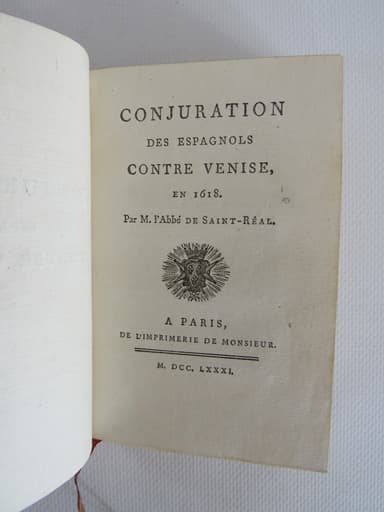 CONJURATION
DES ESPAGNOLS
CONTRE VENISE,
EN 1618.
Par M. l'Abbé DE SAINT-RÉAL.
A PARIS,
DE L'IMPRIMERIE DE MONSIEUR.
M. DCC. LXXXI.